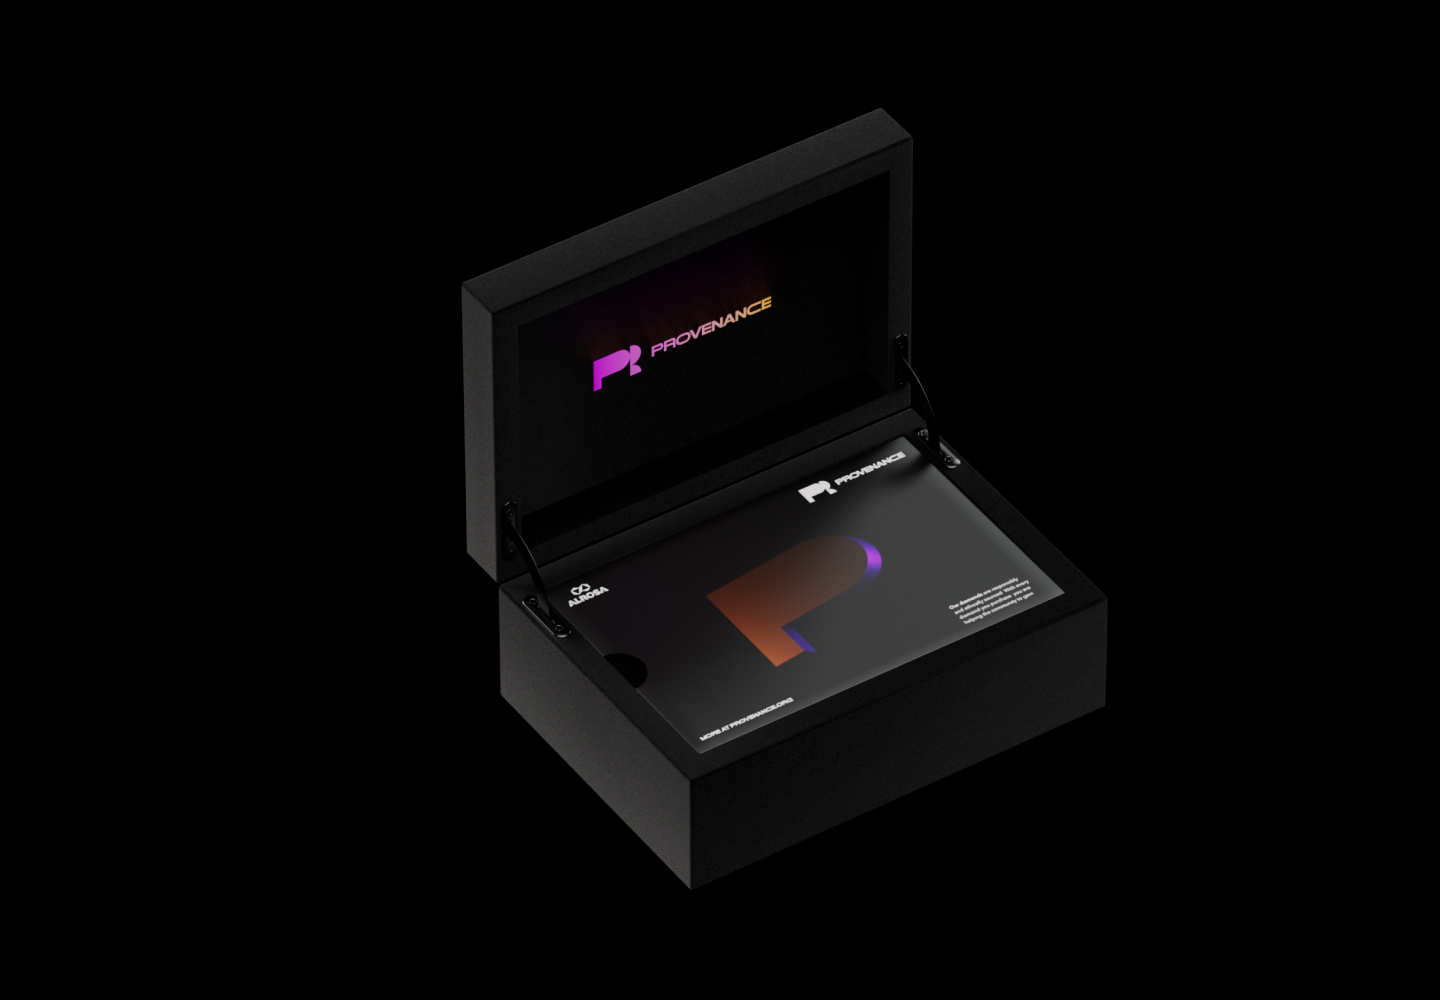 PROVENANCE
PROVENANCE
ALROSA
Our diamonds are responsibly
and ethically sourced. With every
diamond you purchase you are
helping the community to gain
MORE AT PROVENANCE.ORG